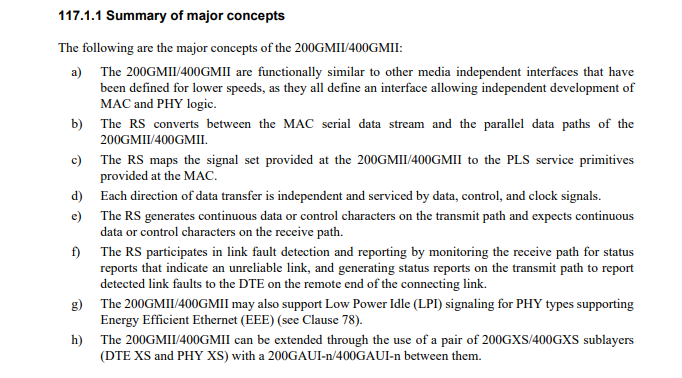 117.1.1 Summary of major concepts
The following are the major concepts of the 200GMII/400GMII:
a) The 200GMII/400GMII are functionally similar to other media independent interfaces that have
been defined for lower speeds, as they all define an interface allowing independent development of
MAC and PHY logic.
b) The RS converts between the MAC serial data stream and the parallel data paths of the
200GMII/400GMII.
c) The RS maps the signal set provided at the 200GMII/400GMII to the PLS service primitives
provided at the MAC.
d) Each direction of data transfer is independent and serviced by data, control, and clock signals.
e) The RS generates continuous data or control characters on the transmit path and expects continuous
data or control characters on the receive path.
f) The RS participates in link fault detection and reporting by monitoring the receive path for status
reports that indicate an unreliable link, and generating status reports on the transmit path to report
detected link faults to the DTE on the remote end of the connecting link.
g) The 200GMII/400GMII may also support Low Power Idle (LPI) signaling for PHY types supporting
Energy Efficient Ethernet (EEE) (see Clause 78).
h) The 200GMII/400GMII can be extended through the use of a pair of 200GXS/400GXS sublayers
(DTE XS and PHY XS) with a 200GAUI-n/400GAUI-n between them.